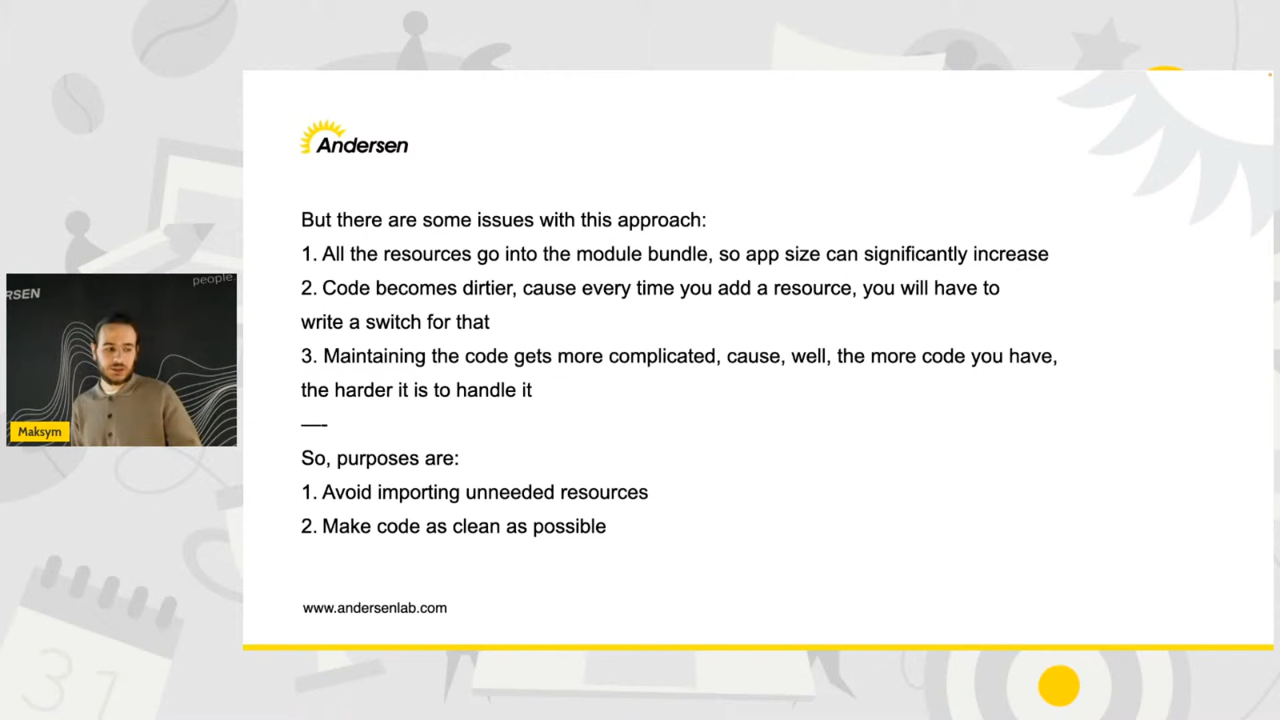 Andersen
But there are some issues with this approach:
1. All the resources go into the module bundle, so app size can significantly increase
2. Code becomes dirtier, cause every time you add a resource, you will have to
write a switch for that
3. Maintaining the code gets more complicated, cause, well, the more code you have,
the harder it is to handle it
—-
So, purposes are:
1. Avoid importing unneeded resources
2. Make code as clean as possible
www.andersenlab.com
RSEN
people.
Maksym
31